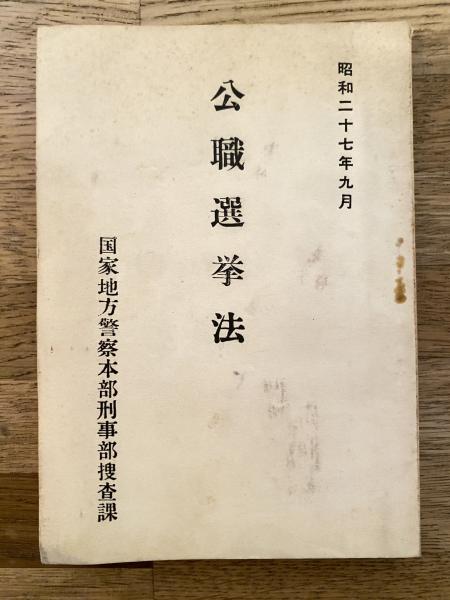 昭和二十七年九月
公職選挙法
国家地方警察本部刑事部捜査課